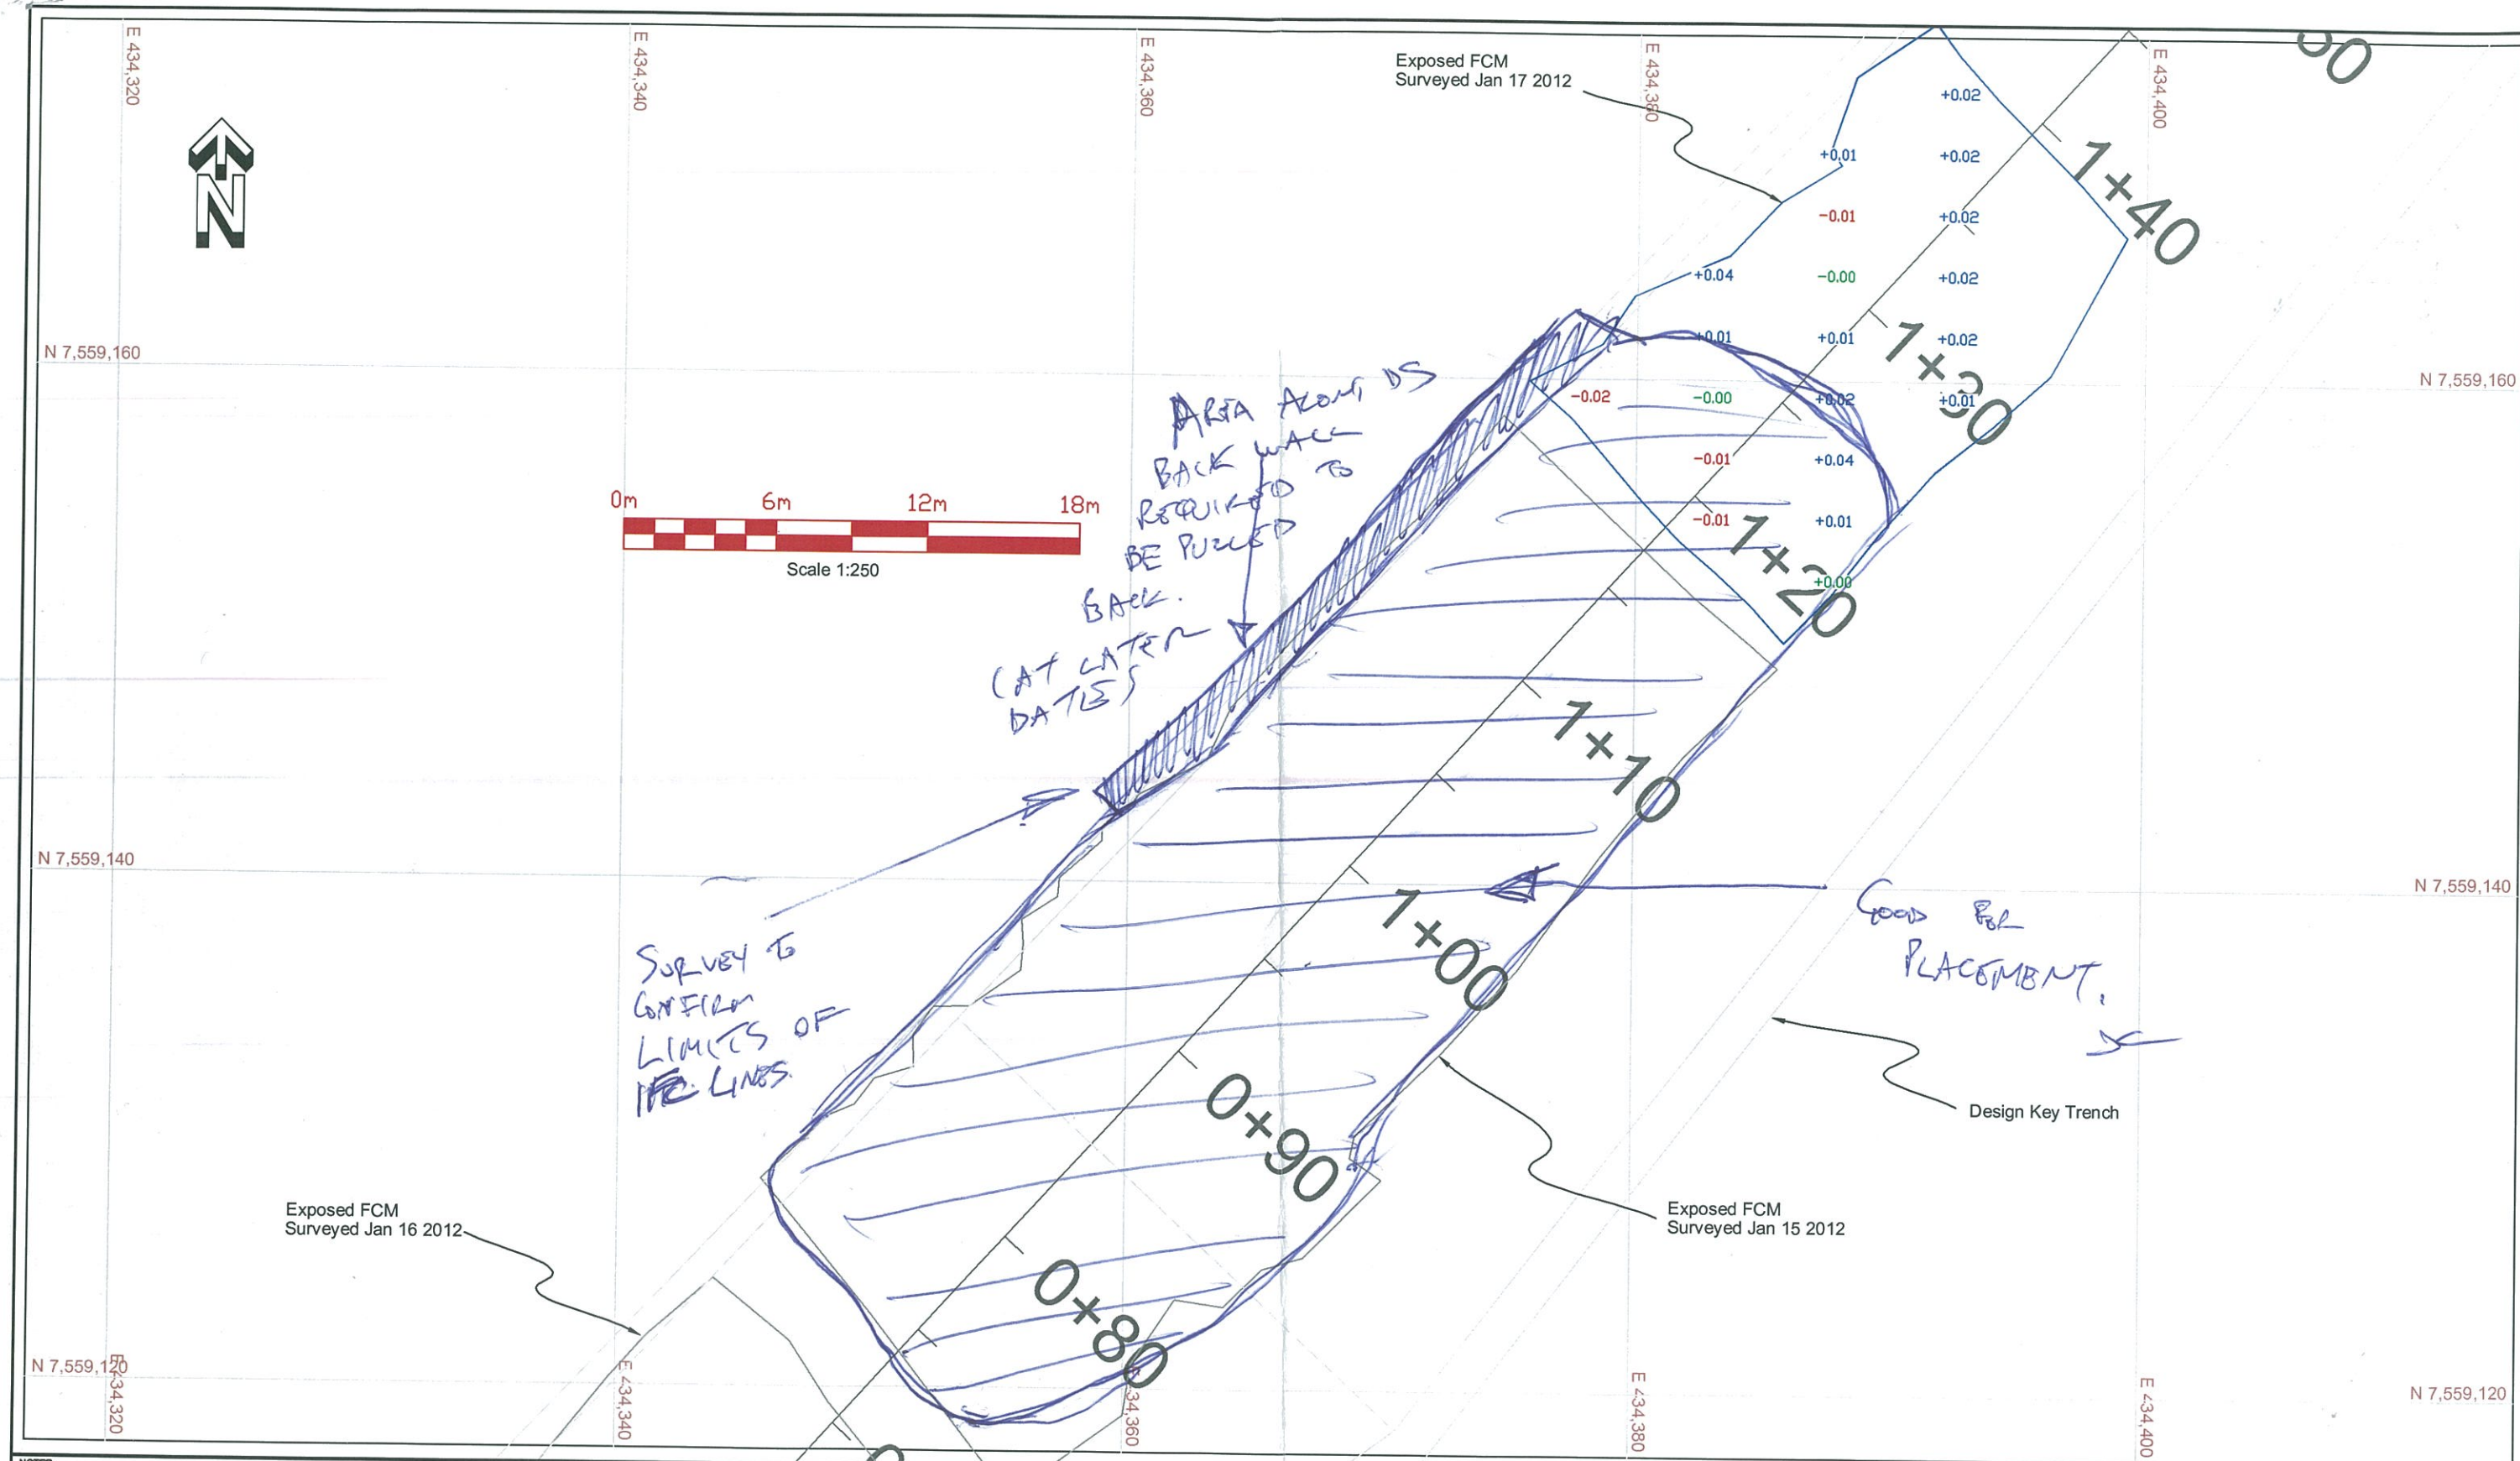 E 434,320
E 434,340
E 434,360
E 434,380
E 434,400
Exposed FCM
Surveyed Jan 17 2012
+0.02
+0.01
+0.02
1+40
-0.01
+0.02
+0.04
-0.00
+0.02
+0.01
+0.01
+0.02
1+30
N 7,559,160
N 7,559,160
-0.02
-0.00
+0.02
+0.01
-0.01
+0.04
-0.01
+0.01
+0.00
1+20
N
0m 6m 12m 18m
Scale 1:250
AREA ALONG DS
BACK WALL
REQUIRED TO
BE PULLED
BACK.
(AT LATER
DATE)
1+10
N 7,559,140
N 7,559,140
1+00
GOOD FOR
PLACEMENT.
SURVEY TO
CONFIRM
LIMITS OF
LINES.
0+90
Design Key Trench
Exposed FCM
Surveyed Jan 16 2012
Exposed FCM
Surveyed Jan 15 2012
0+80
N 7,559,120
N 7,559,120
E 434,320
E 434,340
34,360
E 434,380
E 434,400